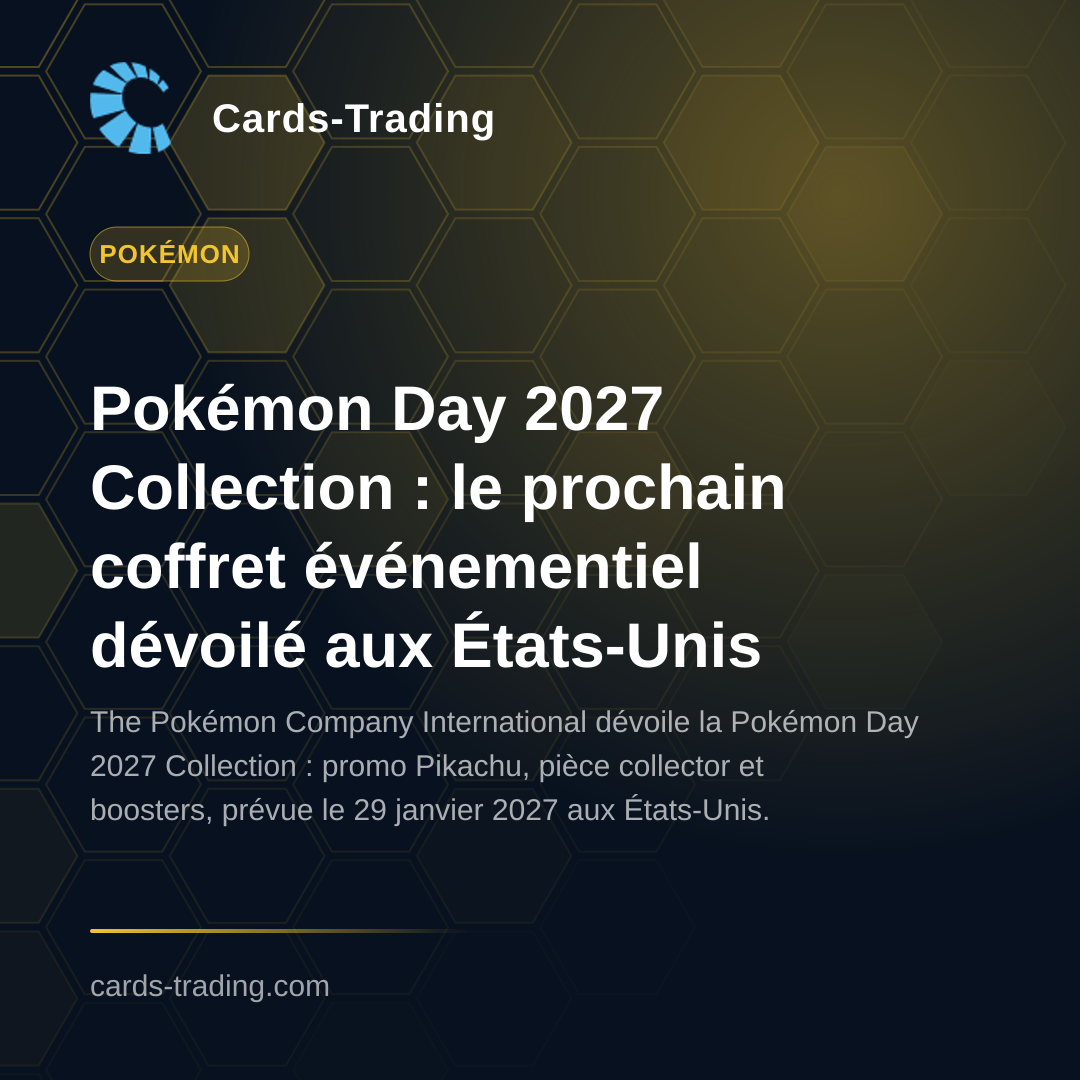 Cards-Trading
POKÉMON
Pokémon Day 2027
Collection : le prochain
coffret événementiel
dévoilé aux États-Unis
The Pokémon Company International dévoile la Pokémon Day
2027 Collection : promo Pikachu, pièce collector et
boosters, prévue le 29 janvier 2027 aux États-Unis.
cards-trading.com